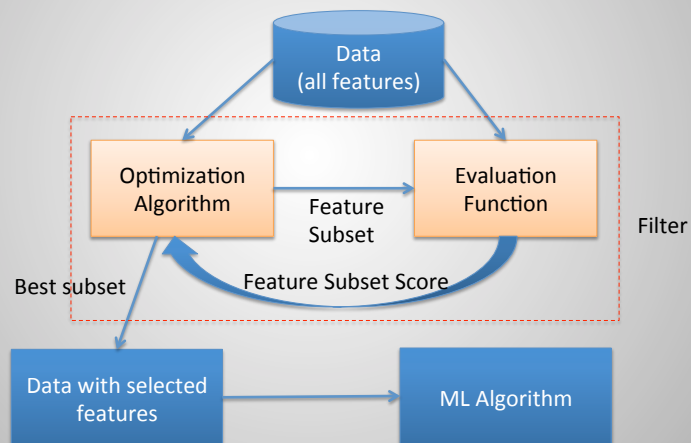 Data
(all features)
Optimization
Algorithm
Evaluation
Function
Feature
Subset
Filter
Best subset
Feature Subset Score
Data with selected
features
ML Algorithm